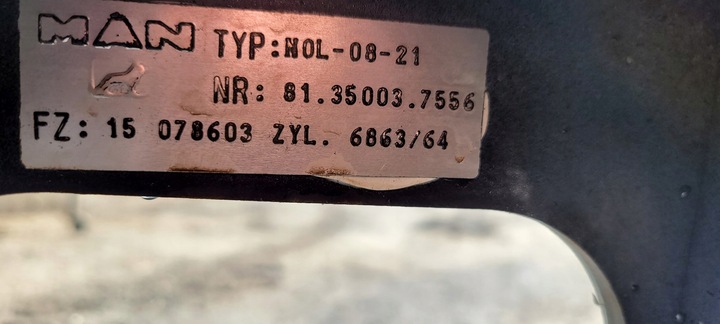 MAN TYP:NOL-08-21
NR: 81.35003.7556
FZ: 15 078603 ZYL. 6863/64